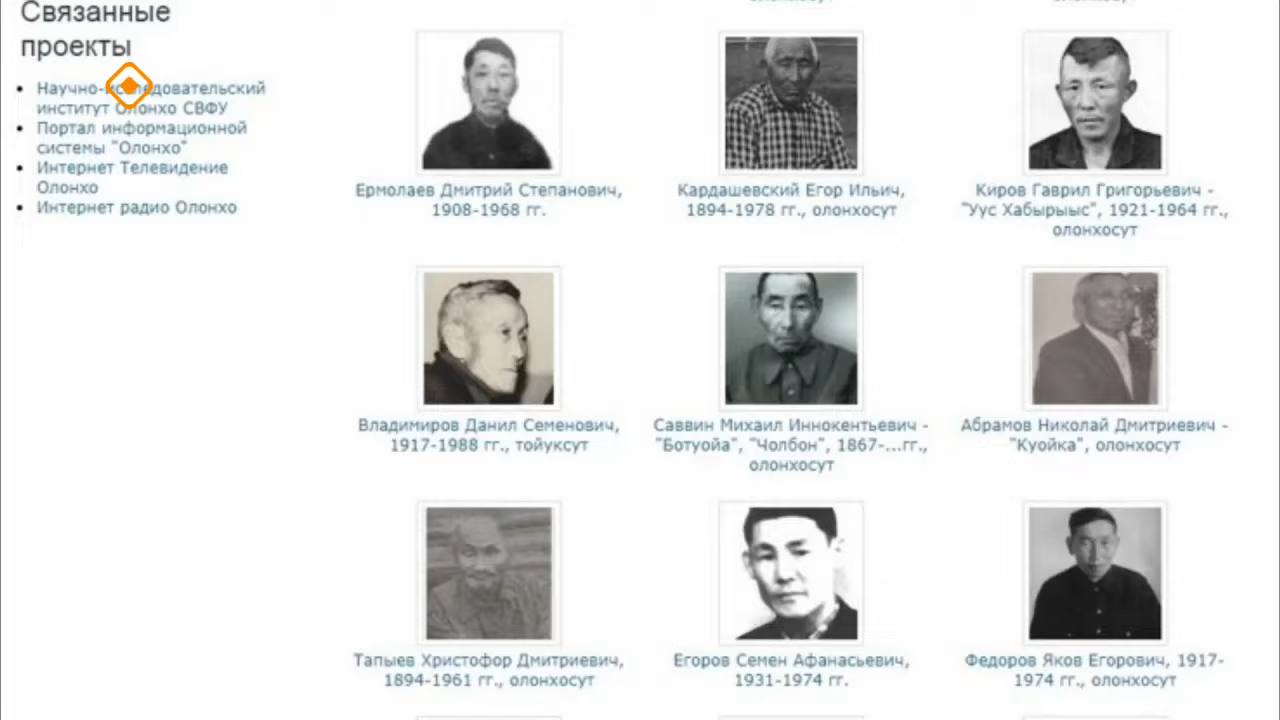 Связанные
проекты
Научно-исследовательский
институт Олонхо СВФУ
Портал информационной
системы "Олонхо"
Интернет Телевидение
Олонхо
Интернет радио Олонхо
Ермолаев Дмитрий Степанович,
1908-1968 гг.
Кардашевский Егор Ильич,
1894-1978 гг., олонхосут
Киров Гаврил Григорьевич -
"Уус Хабырыыс", 1921-1964 гг.,
олонхосут
Владимиров Данил Семенович,
1917-1988 гг., тойуксут
Саввин Михаил Иннокентьевич -
"Ботуойа", "Чолбон", 1867-...гг.,
олонхосут
Абрамов Николай Дмитриевич -
"Куойка", олонхосут
Тапыев Христофор Дмитриевич,
1894-1961 гг., олонхосут
Егоров Семен Афанасьевич,
1931-1974 гг.
Федоров Яков Егорович, 1917-
1974 гг., олонхосут